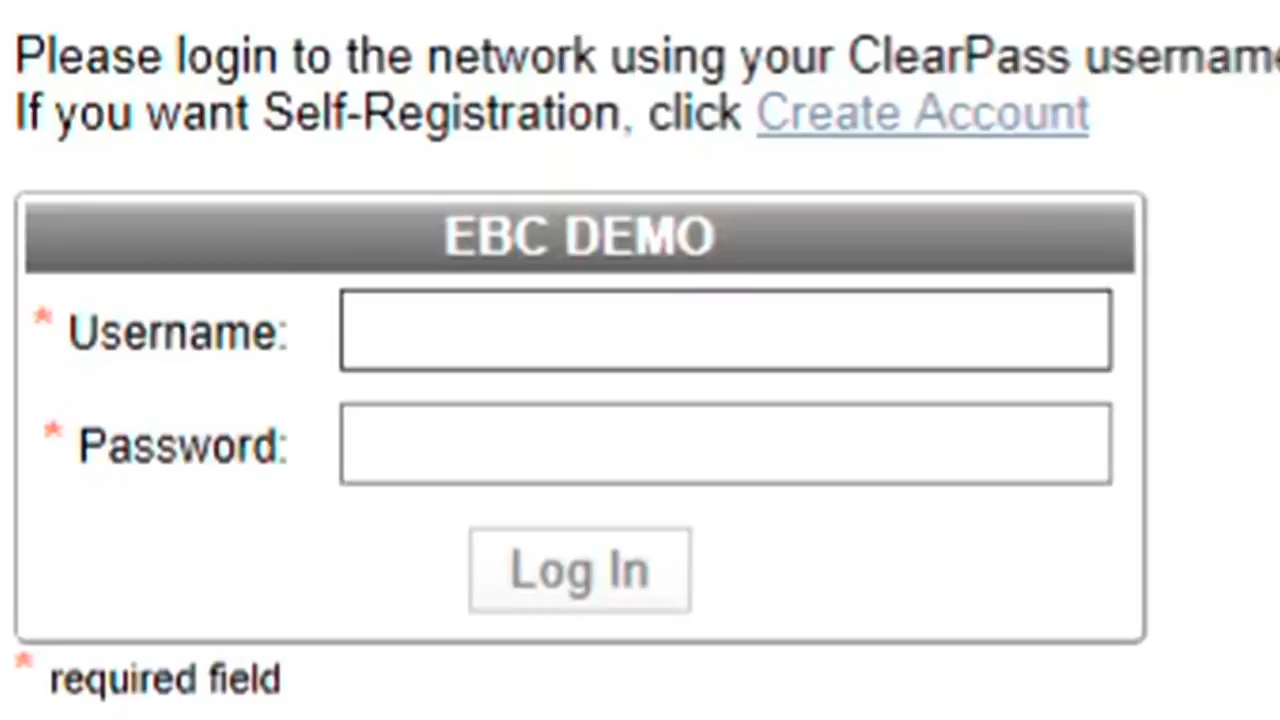 Please login to the network using your ClearPass username
If you want Self-Registration, click Create Account
EBC DEMO
* Username:
* Password:
Log In
* required field